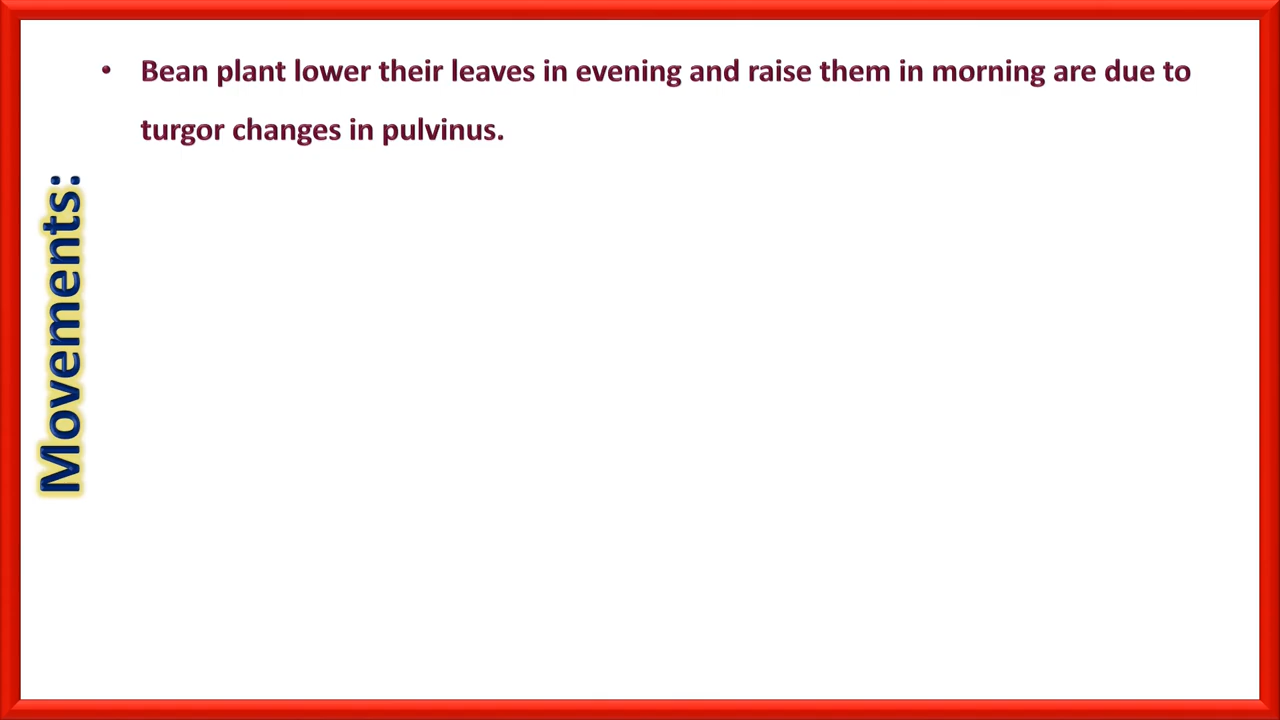 Movements:
• Bean plant lower their leaves in evening and raise them in morning are due to
turgor changes in pulvinus.